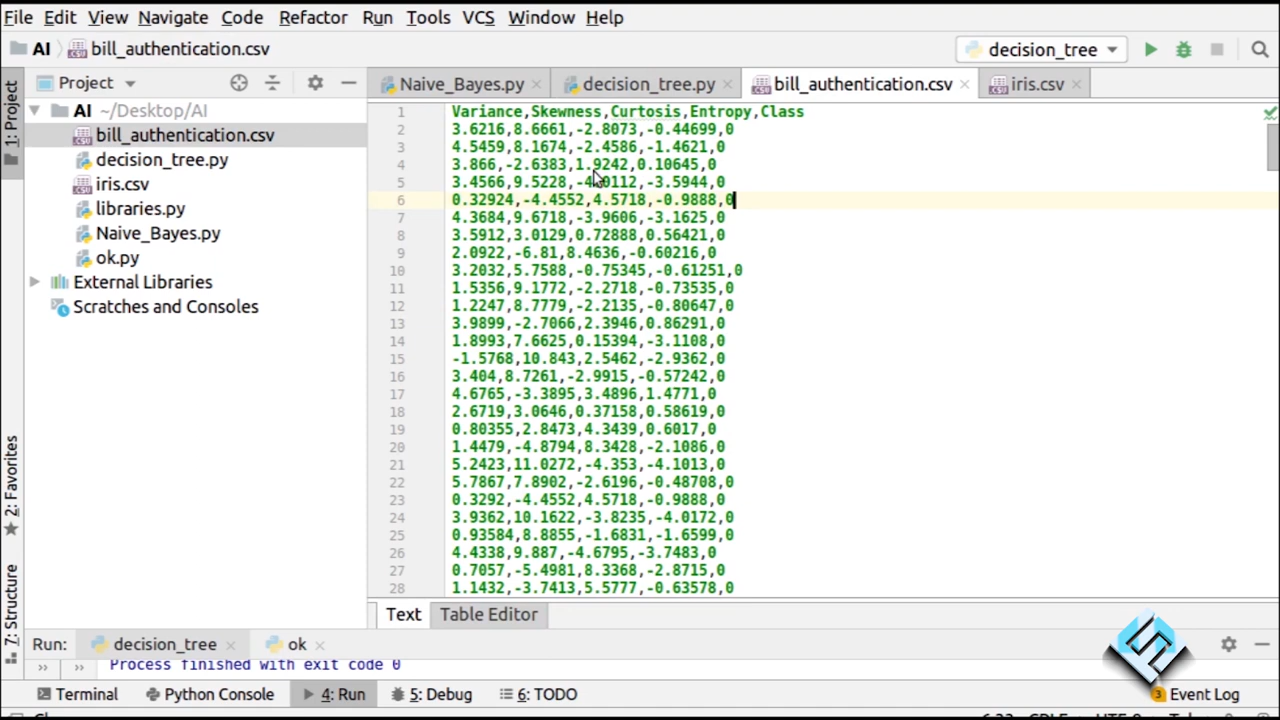 File Edit View Navigate Code Refactor Run Tools VCS Window Help
AI bill_authentication.csv decision_tree
Project Naive_Bayes.py decision_tree.py bill_authentication.csv iris.csv
1: Project
2: Favorites
7: Structure
AI ~/Desktop/AI
bill_authentication.csv
decision_tree.py
iris.csv
libraries.py
Naive_Bayes.py
ok.py
External Libraries
Scratches and Consoles
1 Variance,Skewness,Curtosis,Entropy,Class
2 3.6216,8.6661,-2.8073,-0.44699,0
3 4.5459,8.1674,-2.4586,-1.4621,0
4 3.866,-2.6383,1.9242,0.10645,0
5 3.4566,9.5228,-4.0112,-3.5944,0
6 0.32924,-4.4552,4.5718,-0.9888,0
7 4.3684,9.6718,-3.9606,-3.1625,0
8 3.5912,3.0129,0.72888,0.56421,0
9 2.0922,-6.81,8.4636,-0.60216,0
10 3.2032,5.7588,-0.75345,-0.61251,0
11 1.5356,9.1772,-2.2718,-0.73535,0
12 1.2247,8.7779,-2.2135,-0.80647,0
13 3.9899,-2.7066,2.3946,0.86291,0
14 1.8993,7.6625,0.15394,-3.1108,0
15 -1.5768,10.843,2.5462,-2.9362,0
16 3.404,8.7261,-2.9915,-0.57242,0
17 4.6765,-3.3895,3.4896,1.4771,0
18 2.6719,3.0646,0.37158,0.58619,0
19 0.80355,2.8473,4.3439,0.6017,0
20 1.4479,-4.8794,8.3428,-2.1086,0
21 5.2423,11.0272,-4.353,-4.1013,0
22 5.7867,7.8902,-2.6196,-0.48708,0
23 0.3292,-4.4552,4.5718,-0.9888,0
24 3.9362,10.1622,-3.8235,-4.0172,0
25 0.93584,8.8855,-1.6831,-1.6599,0
26 4.4338,9.887,-4.6795,-3.7483,0
27 0.7057,-5.4981,8.3368,-2.8715,0
28 1.1432,-3.7413,5.5777,-0.63578,0
Text Table Editor
Run: decision_tree ok
Process finished with exit code 0
Terminal Python Console 4: Run 5: Debug 6: TODO 3 Event Log